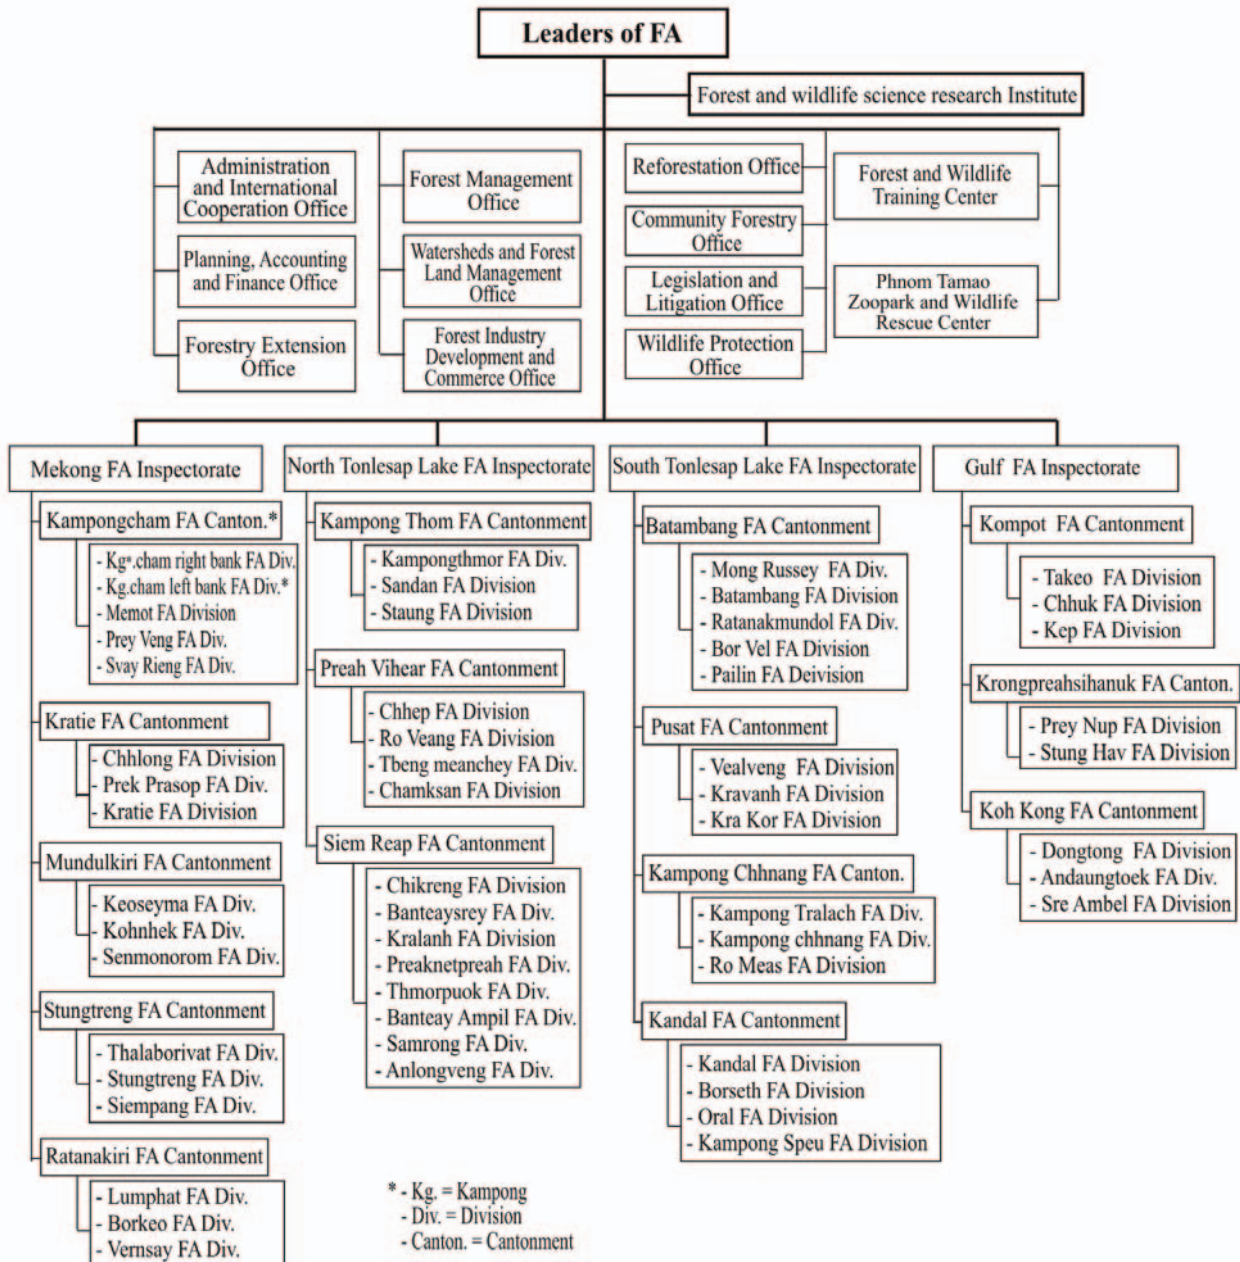 Leaders of FA
Forest and wildlife science research Institute
Administration
and International
Cooperation Office
Planning, Accounting
and Finance Office
Forestry Extension
Office
Forest Management
Office
Watersheds and Forest
Land Management
Office
Forest Industry
Development and
Commerce Office
Reforestation Office
Community Forestry
Office
Legislation and
Litigation Office
Wildlife Protection
Office
Forest and Wildlife
Training Center
Phnom Tamao
Zoopark and Wildlife
Rescue Center
Mekong FA Inspectorate
Kampongcham FA Canton.*
- Kg*.cham right bank FA Div.
- Kg.cham left bank FA Div.*
- Memot FA Division
- Prey Veng FA Div.
- Svay Rieng FA Div.
Kratie FA Cantonment
- Chhlong FA Division
- Prek Prasop FA Div.
- Kratie FA Division
Mundulkiri FA Cantonment
- Keoseyma FA Div.
- Kohnhek FA Div.
- Senmonorom FA Div.
Stungtreng FA Cantonment
- Thalaborivat FA Div.
- Stungtreng FA Div.
- Siempang FA Div.
Ratanakiri FA Cantonment
- Lumphat FA Div.
- Borkeo FA Div.
- Vernsay FA Div.
North Tonlesap Lake FA Inspectorate
Kampong Thom FA Cantonment
- Kampongthmor FA Div.
- Sandan FA Division
- Staung FA Division
Preah Vihear FA Cantonment
- Chhep FA Division
- Ro Veang FA Division
- Tbeng meanchey FA Div.
- Chamksan FA Division
Siem Reap FA Cantonment
- Chikreng FA Division
- Banteaysrey FA Div.
- Kralanh FA Division
- Preaknetpreah FA Div.
- Thmorpuok FA Div.
- Banteay Ampil FA Div.
- Samrong FA Div.
- Anlongveng FA Div.
South Tonlesap Lake FA Inspectorate
Batambang FA Cantonment
- Mong Russey FA Div.
- Batambang FA Division
- Ratanakmundol FA Div.
- Bor Vel FA Division
- Pailin FA Deivision
Pusat FA Cantonment
- Vealveng FA Division
- Kravanh FA Division
- Kra Kor FA Division
Kampong Chhnang FA Canton.
- Kampong Tralach FA Div.
- Kampong chhnang FA Div.
- Ro Meas FA Division
Kandal FA Cantonment
- Kandal FA Division
- Borseth FA Division
- Oral FA Division
- Kampong Speu FA Division
Gulf FA Inspectorate
Kompot FA Cantonment
- Takeo FA Division
- Chhuk FA Division
- Kep FA Division
Krongpreahsihanuk FA Canton.
- Prey Nup FA Division
- Stung Hav FA Division
Koh Kong FA Cantonment
- Dongtong FA Division
- Andaungtoek FA Div.
- Sre Ambel FA Division
* - Kg. = Kampong
- Div. = Division
- Canton. = Cantonment